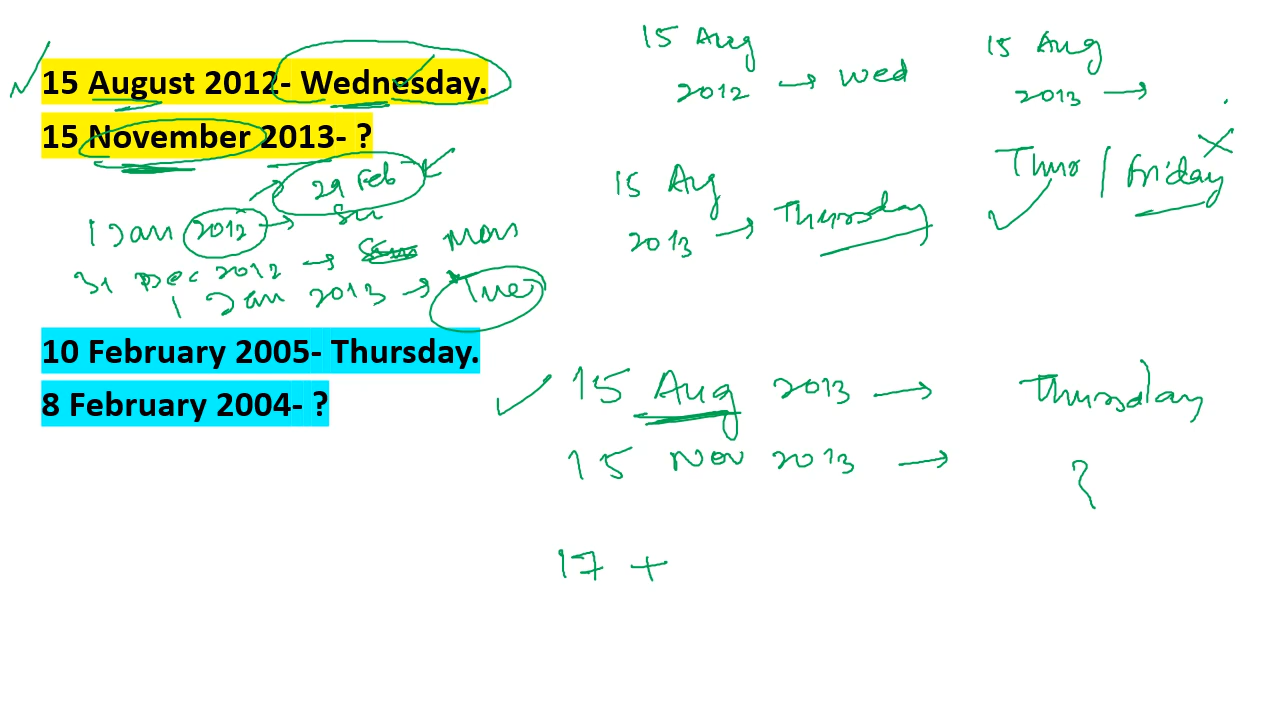 15 August 2012- Wednesday.
15 November 2013- ?
29 Feb
1 Jan 2012 → Su
31 Dec 2012 → Mon
1 Jan 2013 → Tues
10 February 2005- Thursday.
8 February 2004- ?
15 Aug
2012 → Wed
15 Aug
2013 →
Thur / Friday
15 Aug
2013 → Thursday
15 Aug 2013 → Thursday
15 Nov 2013 → ?
17 +